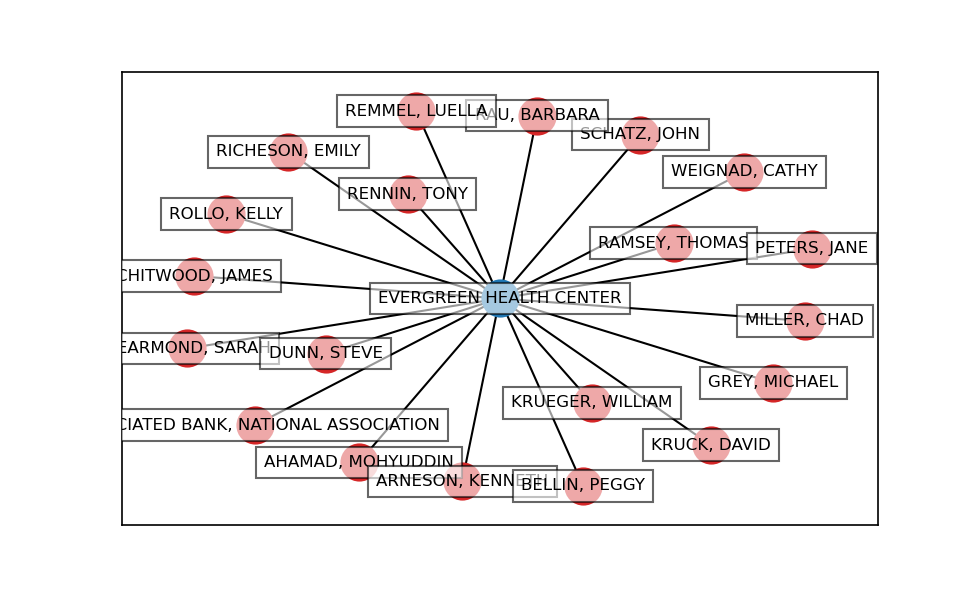 REMMEL, LUELLA
RAU, BARBARA
SCHATZ, JOHN
RICHESON, EMILY
WEIGNAD, CATHY
RENNIN, TONY
ROLLO, KELLY
RAMSEY, THOMAS
PETERS, JANE
CHITWOOD, JAMES
EVERGREEN HEALTH CENTER
MILLER, CHAD
EARMOND, SARAH
DUNN, STEVE
GREY, MICHAEL
KRUEGER, WILLIAM
CIATED BANK, NATIONAL ASSOCIATION
KRUCK, DAVID
AHAMAD, MOHYUDDIN
ARNESON, KENNETH
BELLIN, PEGGY